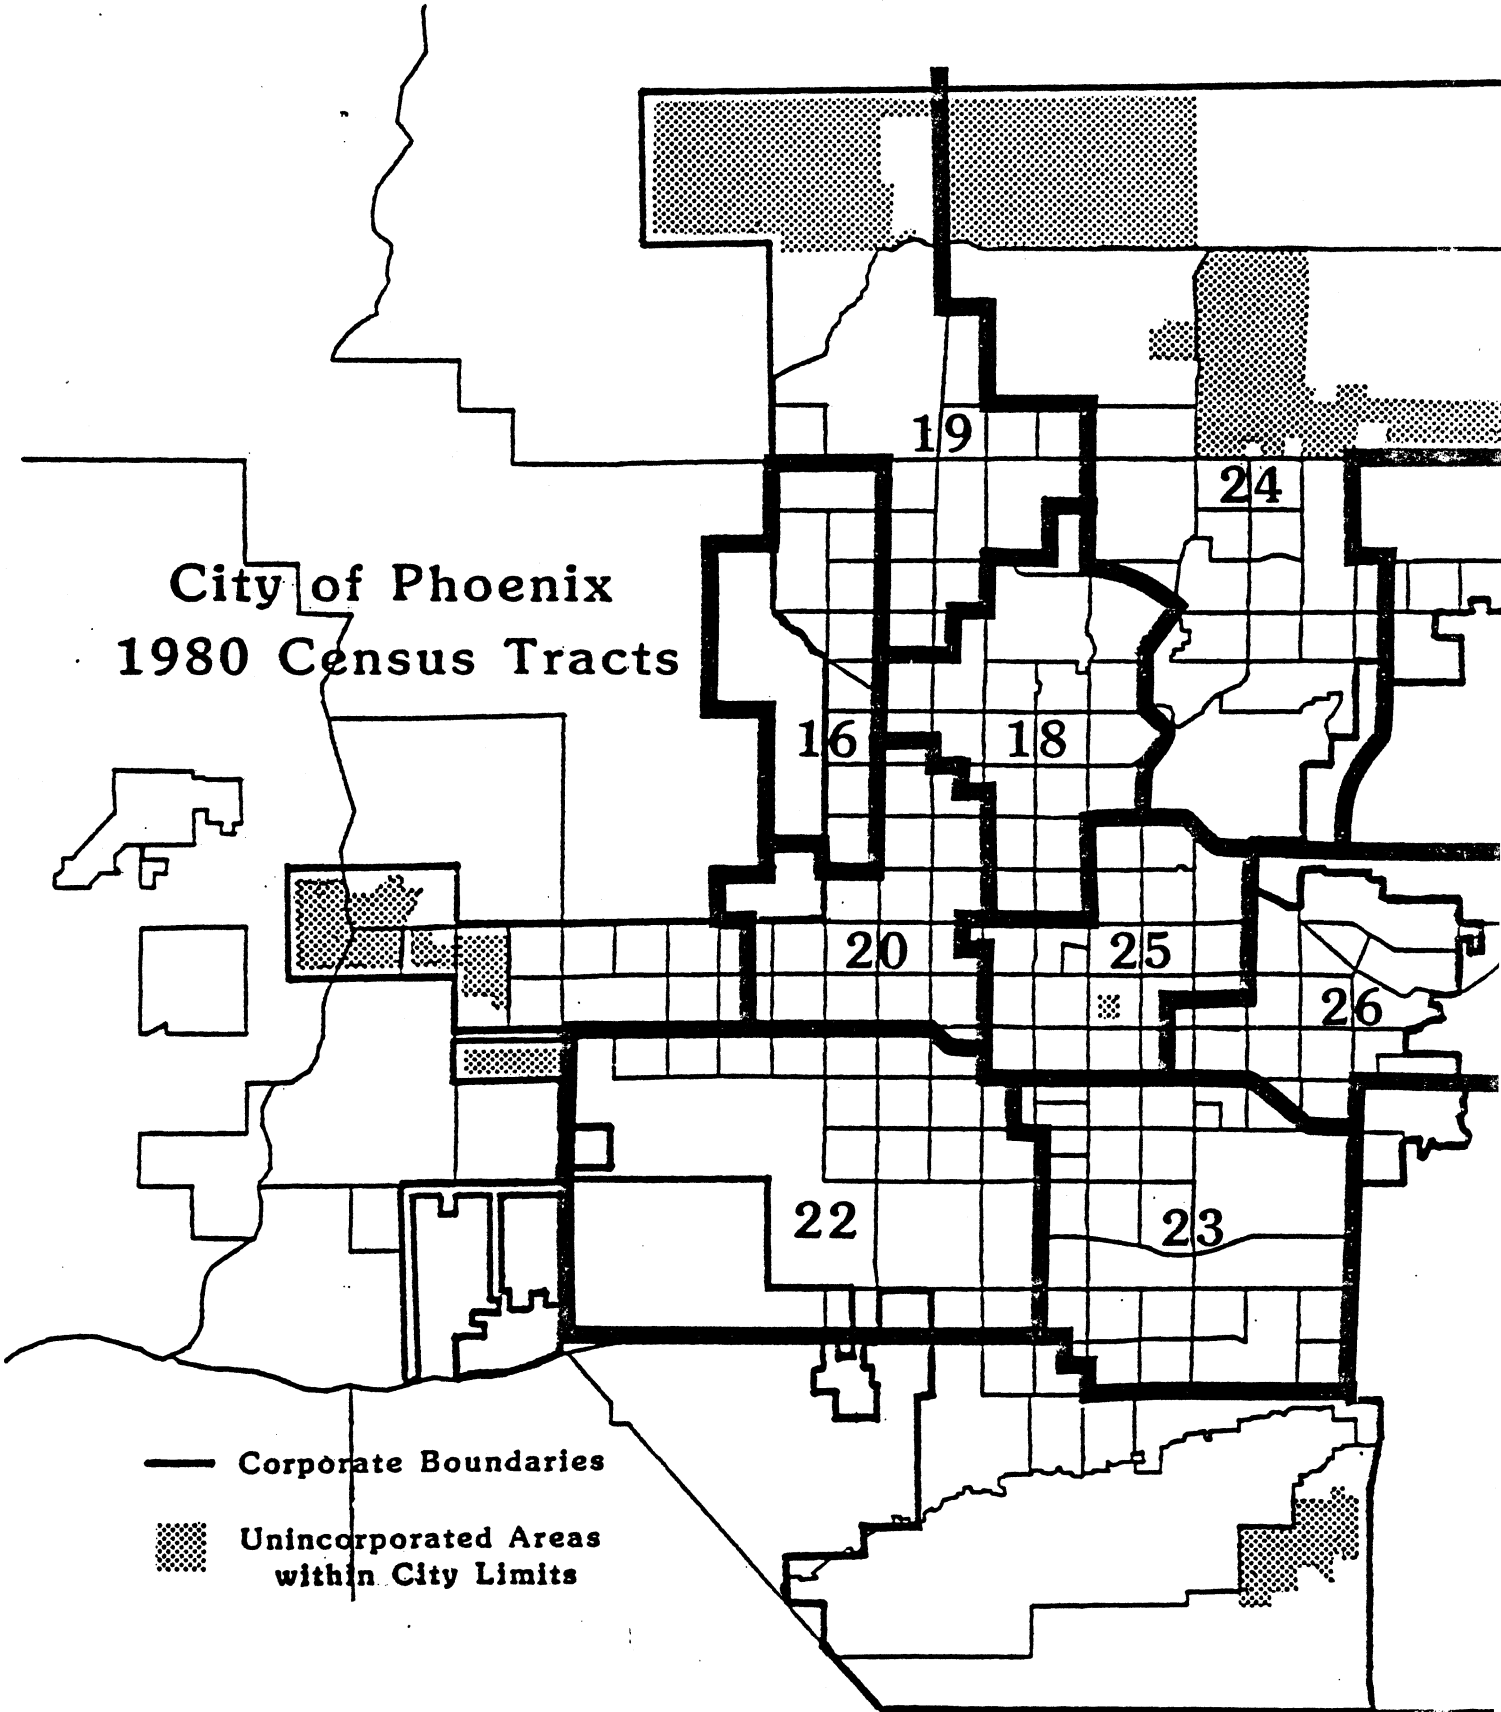 19
24
City of Phoenix
1980 Census Tracts
16
18
20
25
26
22
23
Corporate Boundaries
Unincorporated Areas
within City Limits